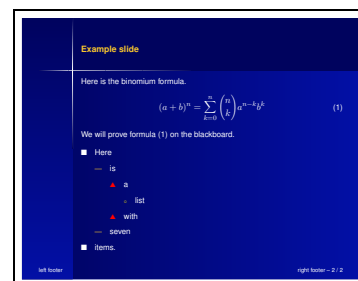 Example slide
Here is the binomium formula.
(a + b)^n = \sum_{k=0}^{n} \binom{n}{k} a^{n-k} b^k (1)
We will prove formula (1) on the blackboard.
■ Here
— is
▲ a
▪ list
▲ with
— seven
■ items.
left footer right footer – 2 / 2